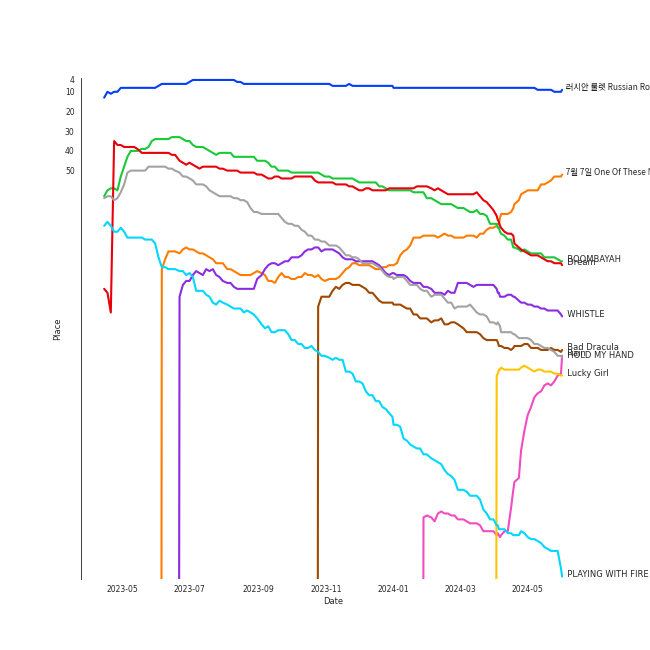 4
10
20
30
40
50
Place
2023-05
2023-07
2023-09
2023-11
2024-01
2024-03
2024-05
Date
러시안 룰렛 Russian Ro
7월 7일 One Of These
BOOMBAYAH
Dream
WHISTLE
Bad Dracula
HOLD MY HAND
Lucky Girl
PLAYING WITH FIRE